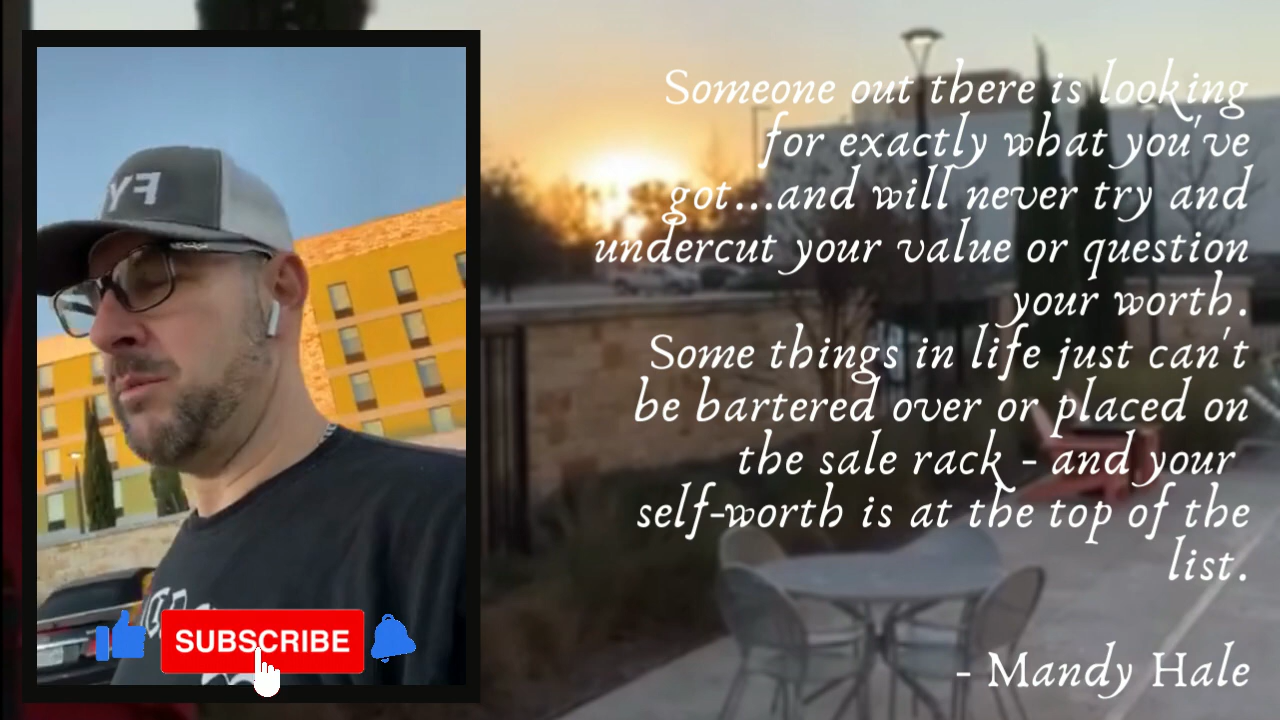 FY
SUBSCRIBE
Someone out there is looking
for exactly what you've
got...and will never try and
undercut your value or question
your worth.
Some things in life just can't
be bartered over or placed on
the sale rack - and your
self-worth is at the top of the
list.
- Mandy Hale